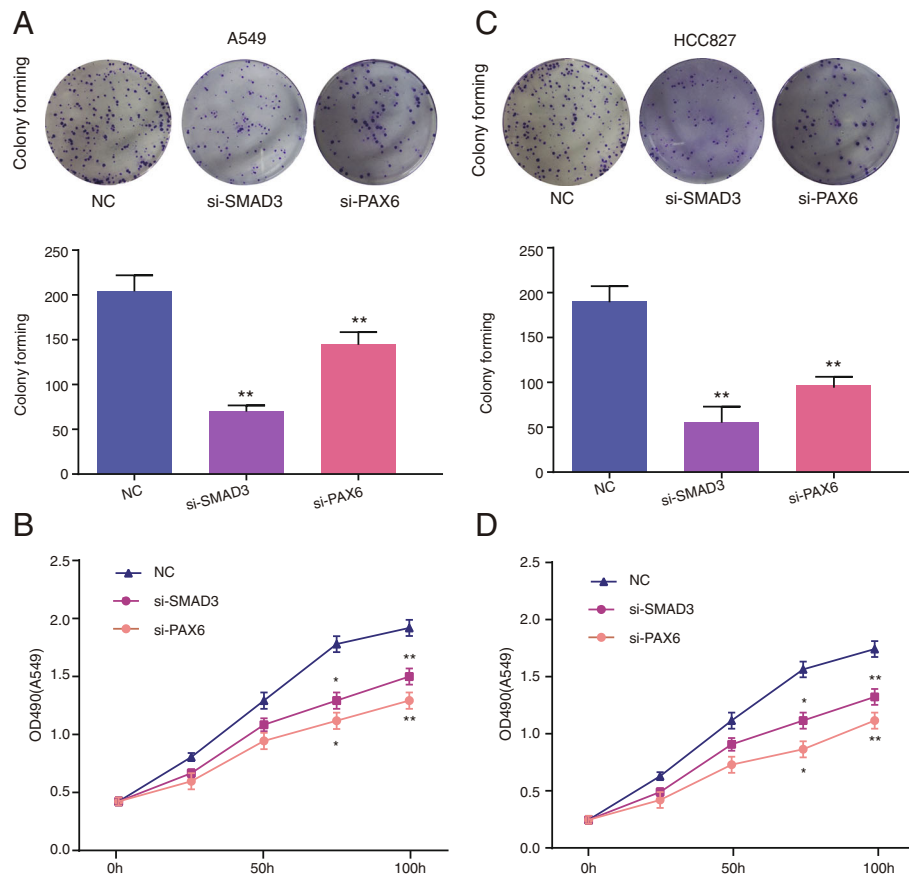 A
A549
Colony forming
NC
si-SMAD3
si-PAX6
250
200
150
100
50
0
Colony forming
**
**
NC
si-SMAD3
si-PAX6
C
HCC827
Colony forming
NC
si-SMAD3
si-PAX6
250
200
150
100
50
0
Colony forming
**
**
NC
si-SMAD3
si-PAX6
B
2.5
2.0
1.5
1.0
0.5
0.0
OD490(A549)
NC
si-SMAD3
si-PAX6
*
**
*
**
0h
50h
100h
D
2.5
2.0
1.5
1.0
0.5
0.0
OD490(A549)
NC
si-SMAD3
si-PAX6
*
**
*
**
0h
50h
100h